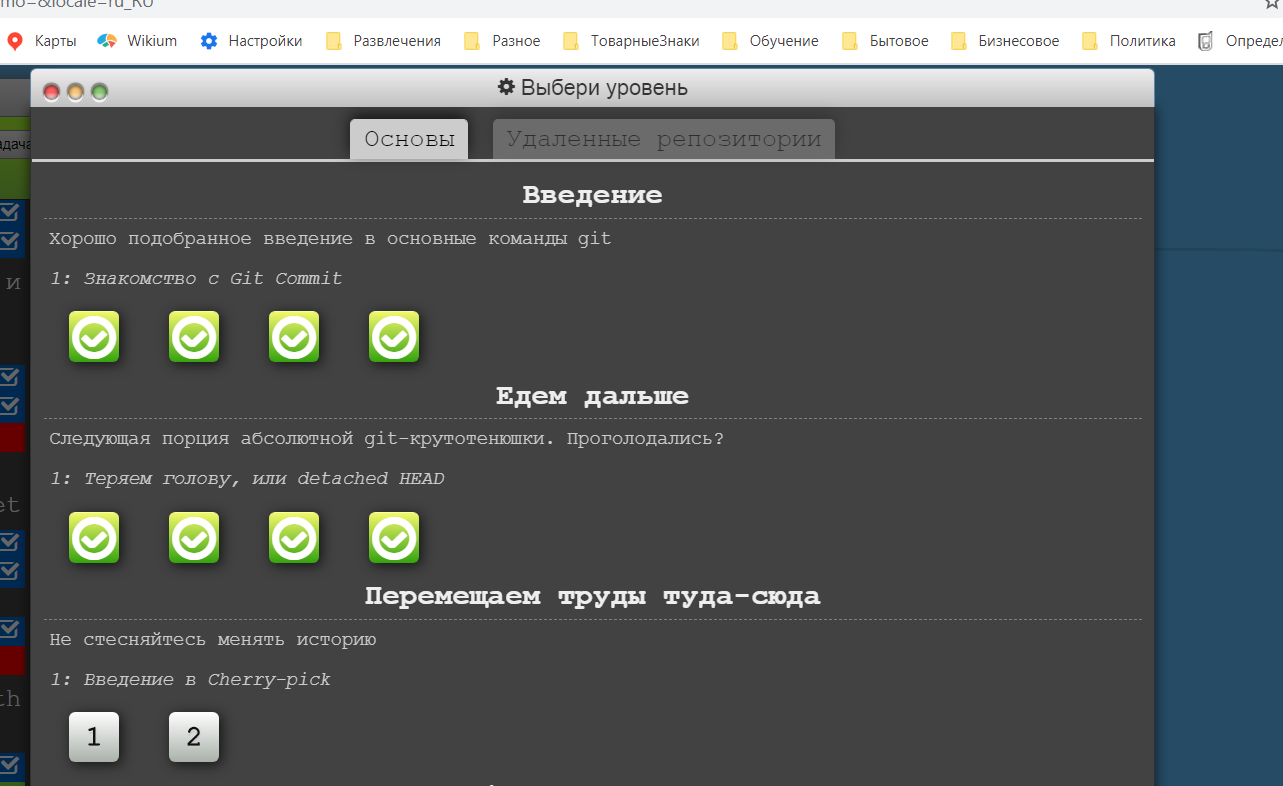 mo=&locale=ru_RU
Карты Wikium Настройки Развлечения Разное ТоварныеЗнаки Обучение Бытовое Бизнесовое Политика Определ
Выбери уровень
Основы Удаленные репозитории
адача
Введение
Хорошо подобранное введение в основные команды git
и
1: Знакомство с Git Commit
Едем дальше
Следующая порция абсолютной git-крутотенюшки. Проголодались?
1: Теряем голову, или detached HEAD
et
Перемещаем труды туда-сюда
Не стесняйтесь менять историю
1: Введение в Cherry-pick
th
1 2